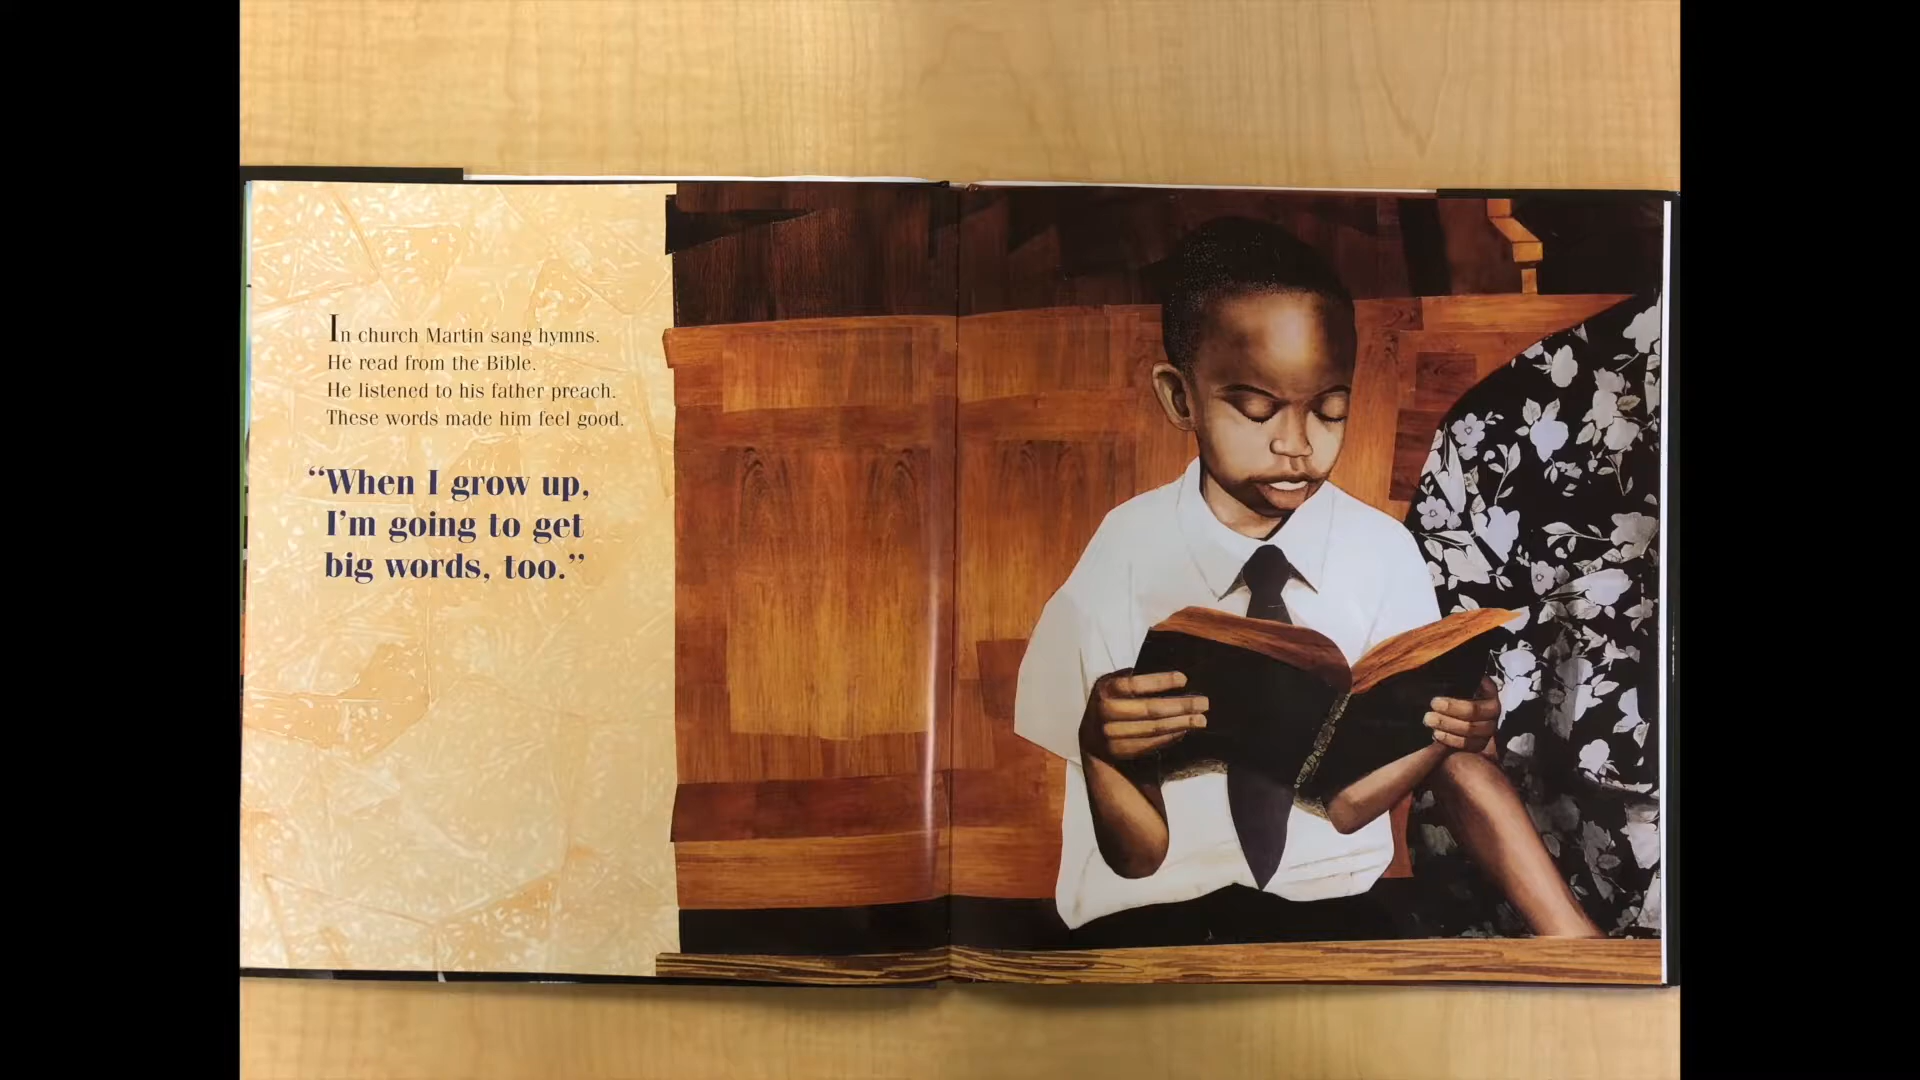 In church Martin sang hymns.
He read from the Bible.
He listened to his father preach.
These words made him feel good.
“When I grow up,
I’m going to get
big words, too.”